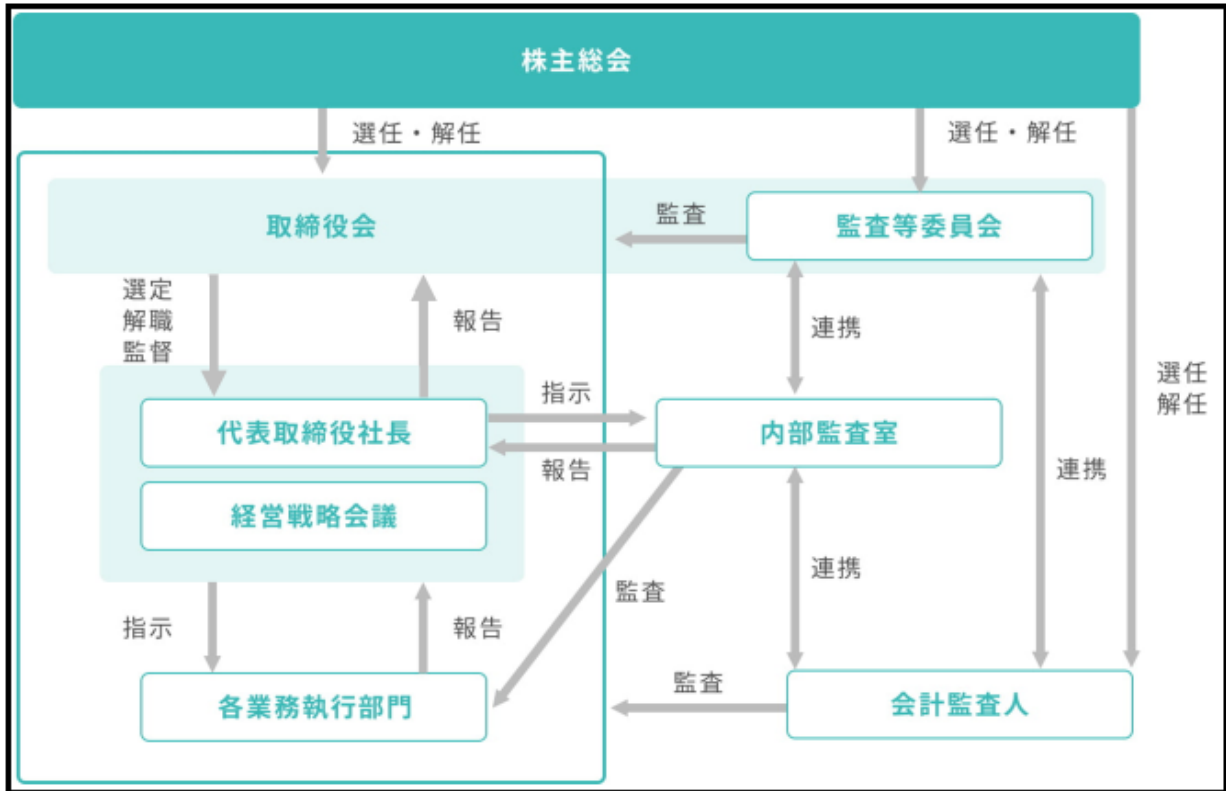 株主総会
選任・解任
選任・解任
取締役会
監査
監査等委員会
選定
解職
監督
報告
連携
選任
解任
指示
代表取締役社長
内部監査室
報告
連携
経営戦略会議
連携
監査
指示
報告
監査
各業務執行部門
会計監査人